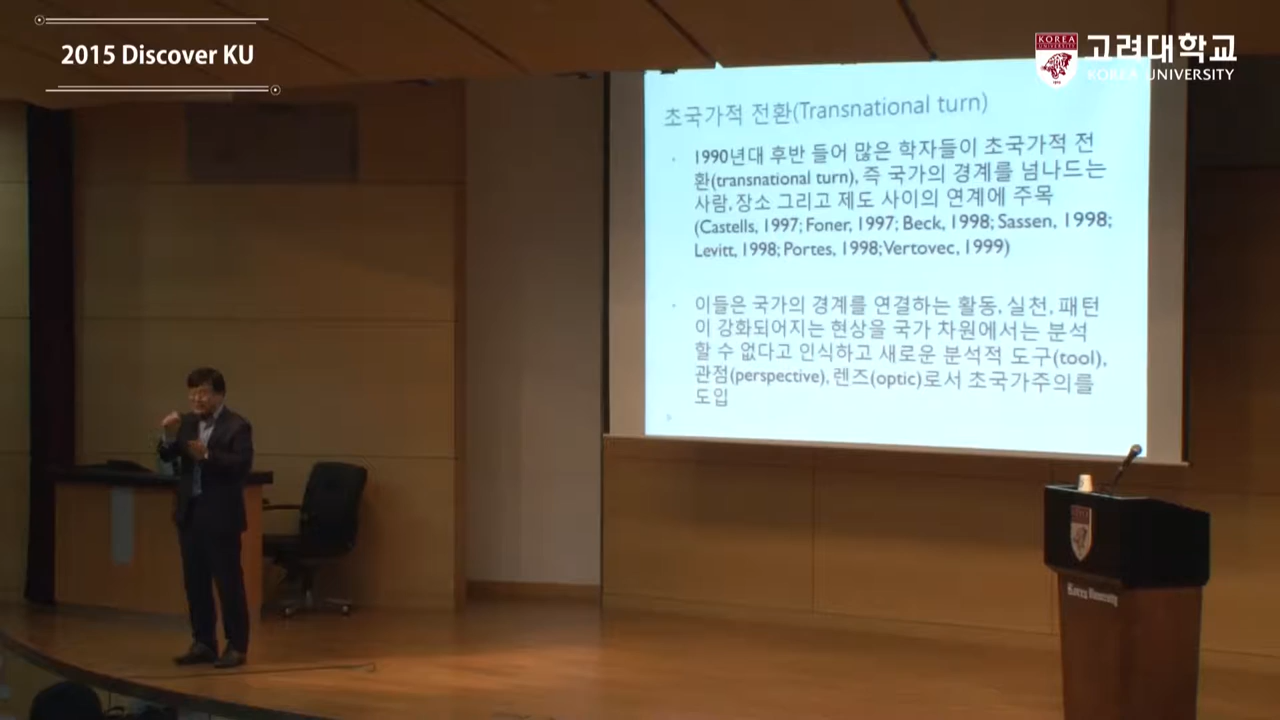 2015 Discover KU
KOREA
UNIVERSITY
고려대학교
KOREA UNIVERSITY
초국가적 전환(Transnational turn)
1990년대 후반 들어 많은 학자들이 초국가적 전
환(transnational turn), 즉 국가의 경계를 넘나드는
사람, 장소 그리고 제도 사이의 연계에 주목
(Castells, 1997; Foner, 1997; Beck, 1998; Sassen, 1998;
Levitt, 1998; Portes, 1998; Vertovec, 1999)
이들은 국가의 경계를 연결하는 활동, 실천, 패턴
이 강화되어지는 현상을 국가 차원에서는 분석
할 수 없다고 인식하고 새로운 분석적 도구(tool),
관점(perspective), 렌즈(optic)로서 초국가주의를
도입
Korea University